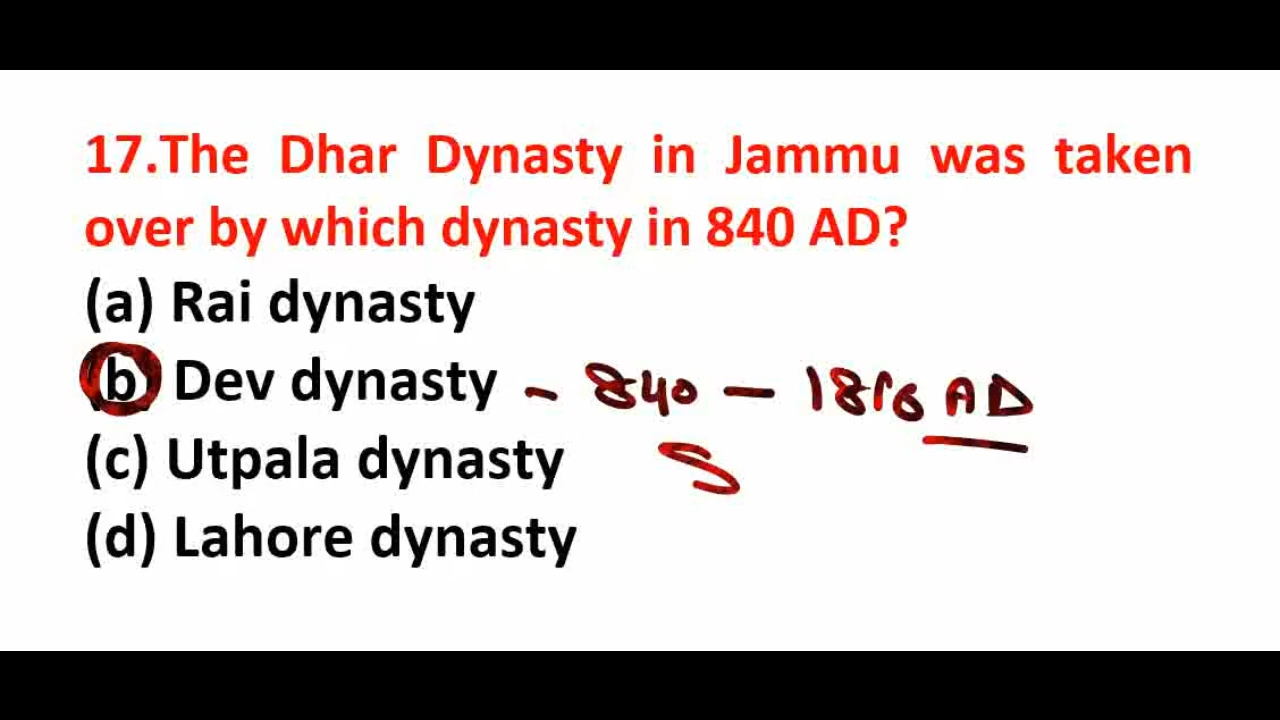 17.The Dhar Dynasty in Jammu was taken
over by which dynasty in 840 AD?
(a) Rai dynasty
(b) Dev dynasty - 840 - 1816 AD
(c) Utpala dynasty
(d) Lahore dynasty